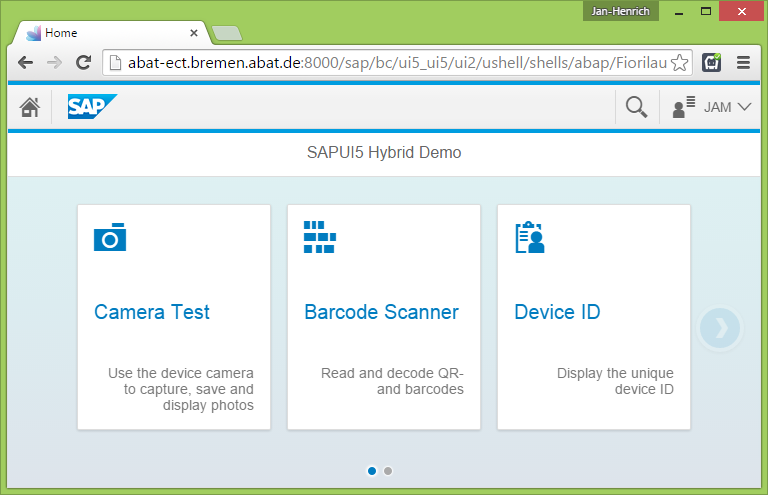 Jan-Henrich
Home
abat-ect.bremen.abat.de:8000/sap/bc/ui5_ui5/ui2/ushell/shells/abap/Fiorilau
SAP
JAM
SAPUI5 Hybrid Demo
Camera Test
Use the device camera
to capture, save and
display photos
Barcode Scanner
Read and decode QR-
and barcodes
Device ID
Display the unique
device ID